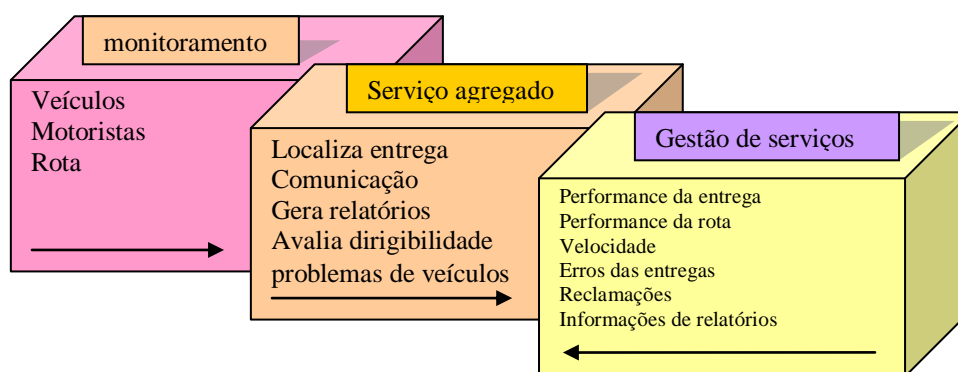 monitoramento
Veículos
Motoristas
Rota
Serviço agregado
Localiza entrega
Comunicação
Gera relatórios
Avalia dirigibilidade
problemas de veículos
Gestão de serviços
Performance da entrega
Performance da rota
Velocidade
Erros das entregas
Reclamações
Informações de relatórios